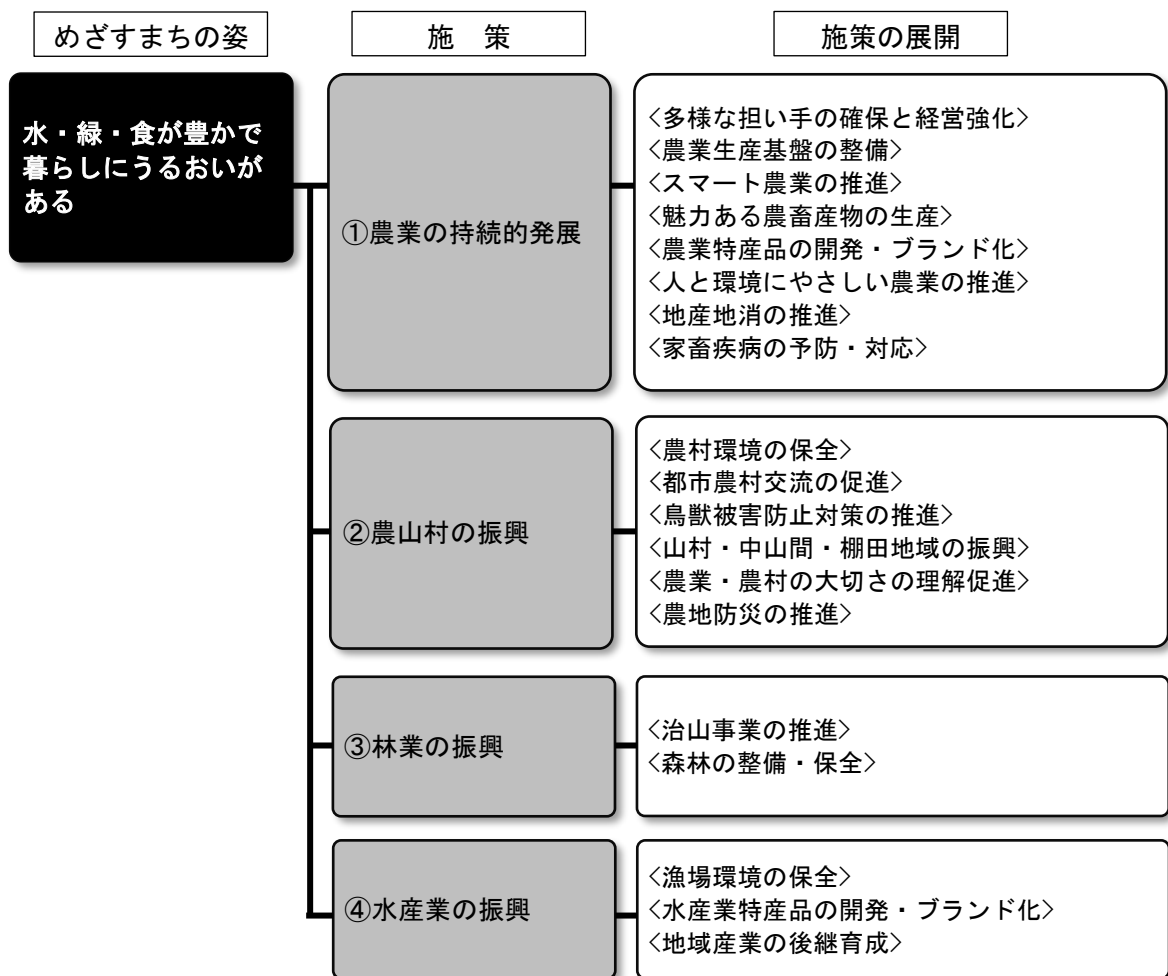 めざすまちの姿
施　策
施策の展開
水・緑・食が豊かで
暮らしにうるおいが
ある
①農業の持続的発展
<多様な担い手の確保と経営強化>
<農業生産基盤の整備>
<スマート農業の推進>
<魅力ある農畜産物の生産>
<農業特産品の開発・ブランド化>
<人と環境にやさしい農業の推進>
<地産地消の推進>
<家畜疾病の予防・対応>
②農山村の振興
<農村環境の保全>
<都市農村交流の促進>
<鳥獣被害防止対策の推進>
<山村・中山間・棚田地域の振興>
<農業・農村の大切さの理解促進>
<農地防災の推進>
③林業の振興
<治山事業の推進>
<森林の整備・保全>
④水産業の振興
<漁場環境の保全>
<水産業特産品の開発・ブランド化>
<地域産業の後継育成>